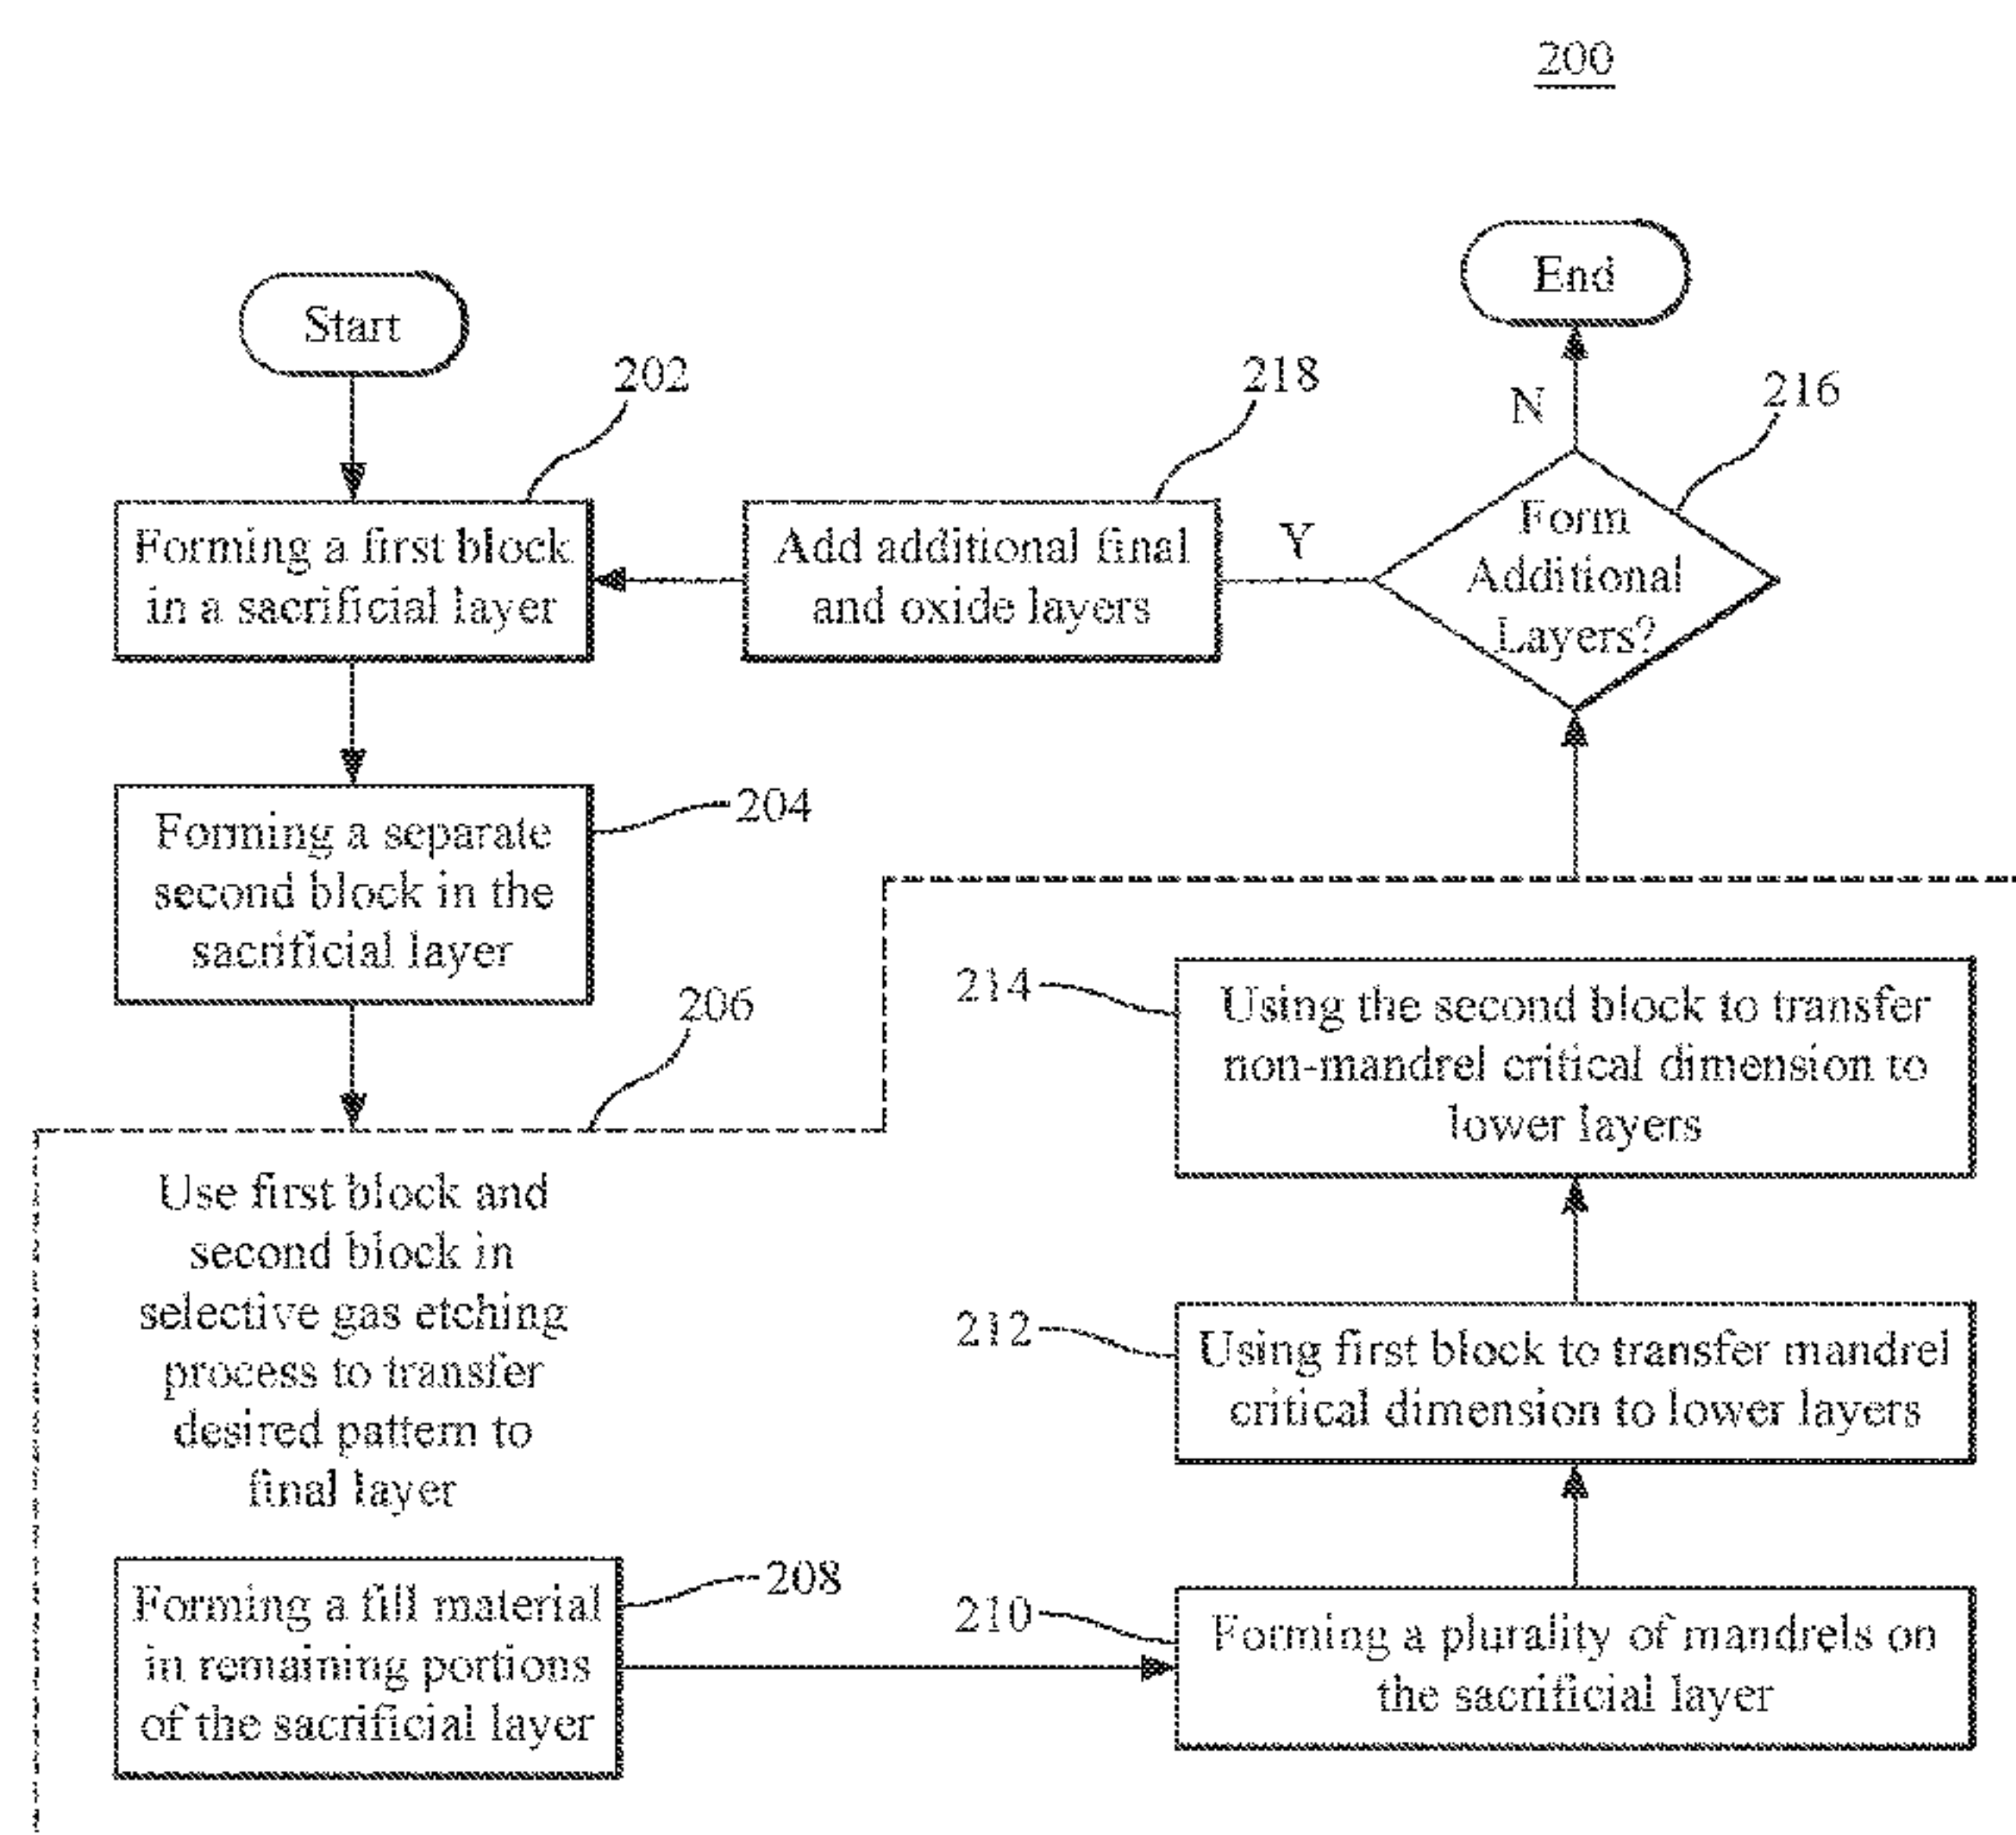 200
Start
202
Forming a first block
in a sacrificial layer
218
Add additional final
and oxide layers
Y
End
N
216
Form
Additional
Layers?
204
Forming a separate
second block in the
sacrificial layer
206
Use first block and
second block in
selective gas etching
process to transfer
desired pattern to
final layer
208
Forming a fill material
in remaining portions
of the sacrificial layer
210
Forming a plurality of mandrels on
the sacrificial layer
212
Using first block to transfer mandrel
critical dimension to lower layers
214
Using the second block to transfer
non-mandrel critical dimension to
lower layers